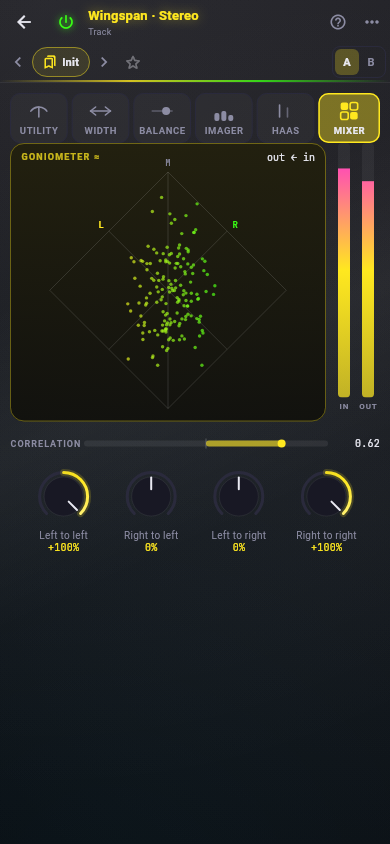 Wingspan · Stereo
Track
Init
A B
UTILITY WIDTH BALANCE IMAGER HAAS MIXER
GONIOMETER ≋ M out ← in
L R
IN OUT
CORRELATION 0.62
Left to left Right to left Left to right Right to right
+100% 0% 0% +100%